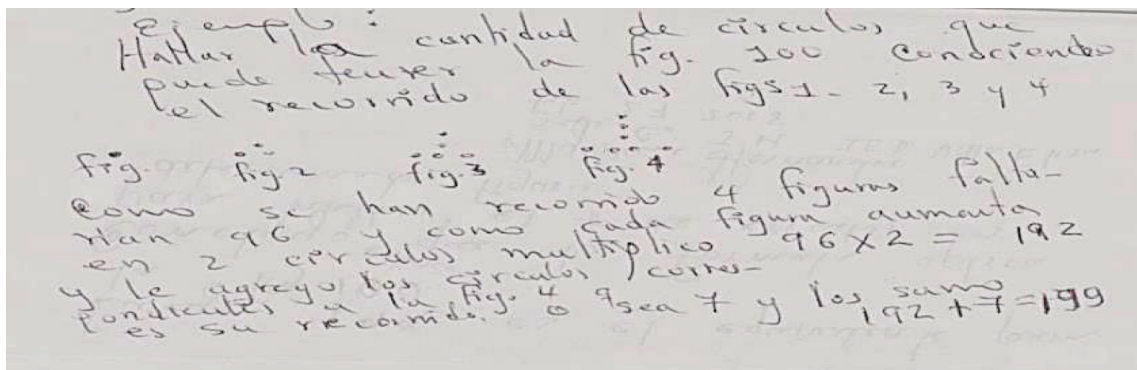 Ejemplo:
Hallar la cantidad de circulos que
puede tener la fig. 100 conociendo
el recorrido de las figs 1 - 2, 3 y 4
fig. fig. 2 fig. 3 fig. 4
como se han recorrido 4 figuras falta-
rian 96 y como cada figura aumenta
en 2 circulos multiplico 96 x 2 = 192
y le agrego los circulos corres-
pondientes a la fig. 4 o sea 7 y los sumo
es su recorrido. 192 + 7 = 199